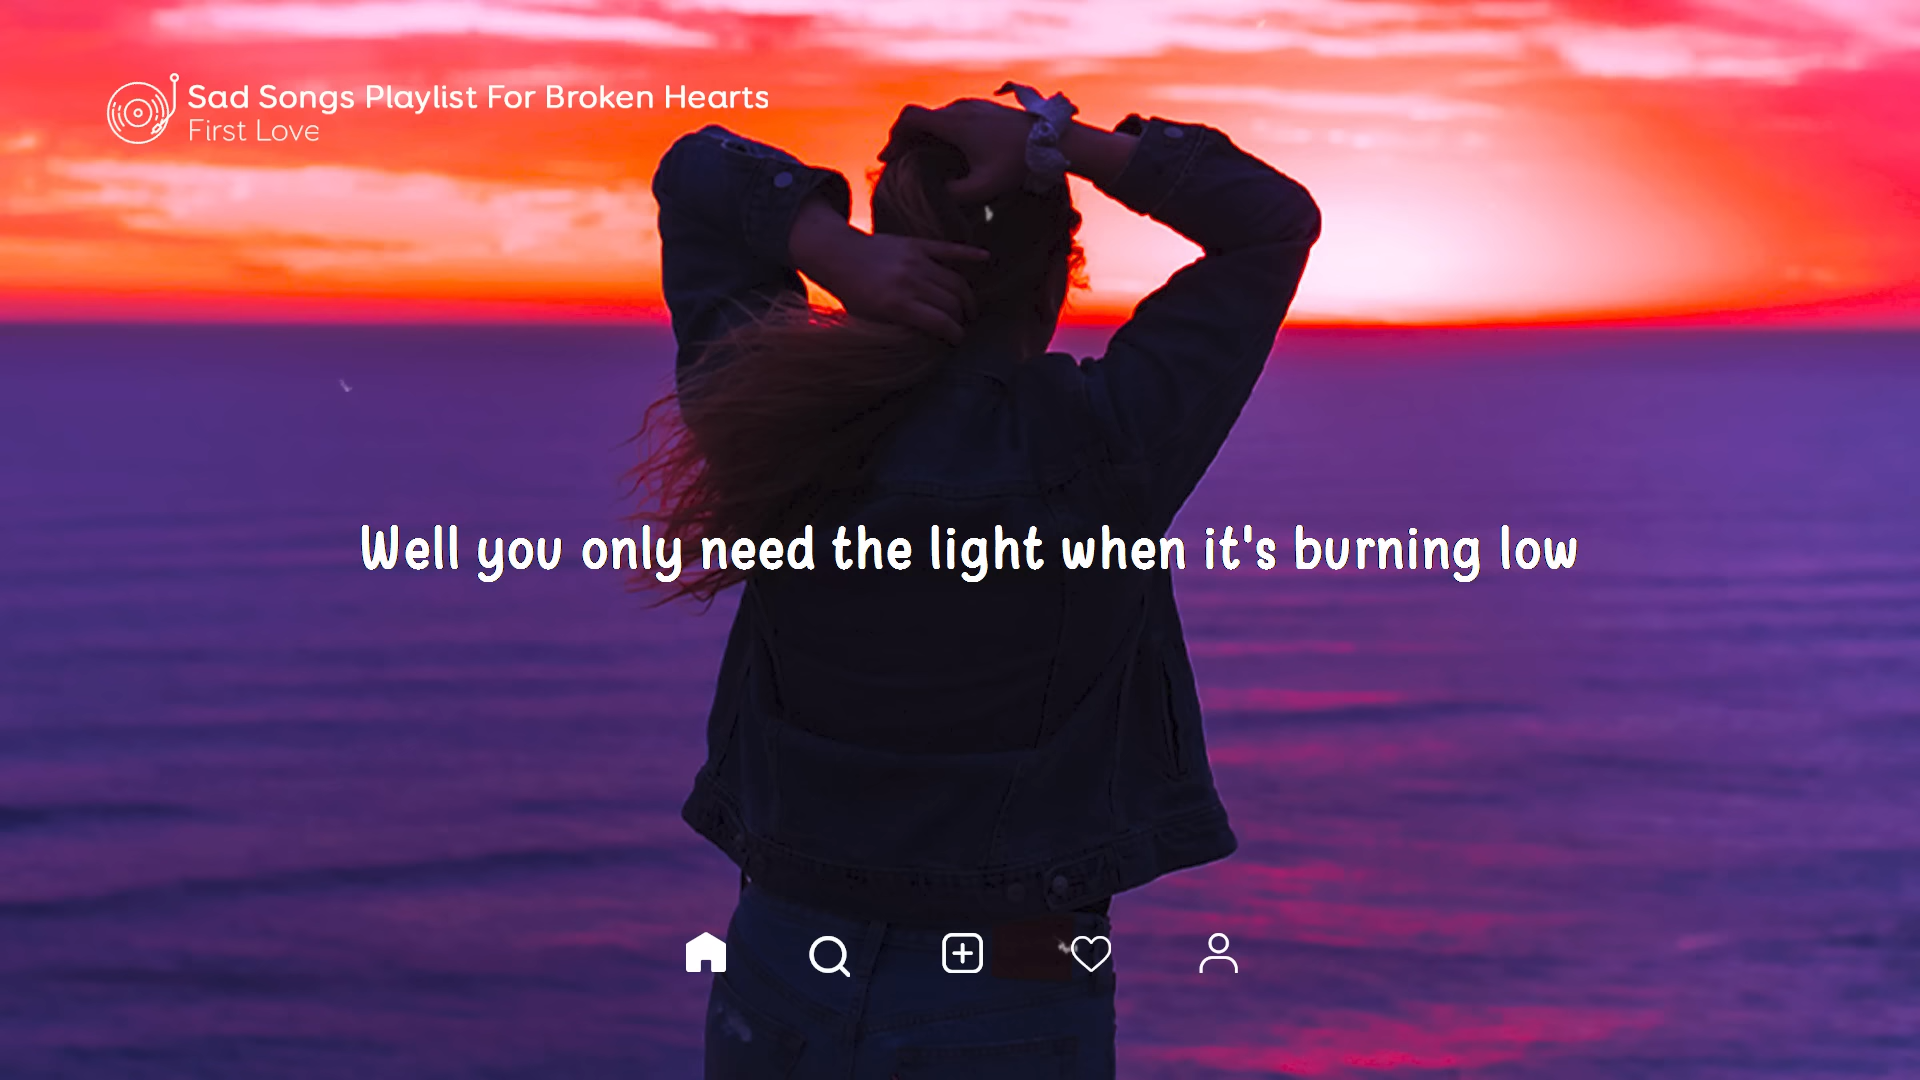 Sad Songs Playlist For Broken Hearts
First Love
Well you only need the light when it's burning low